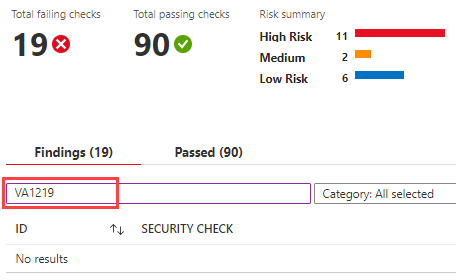 Total failing checks
Total passing checks
Risk summary
19
90
High Risk 11
Medium 2
Low Risk 6
Findings (19)
Passed (90)
VA1219
Category: All selected
ID
SECURITY CHECK
No results